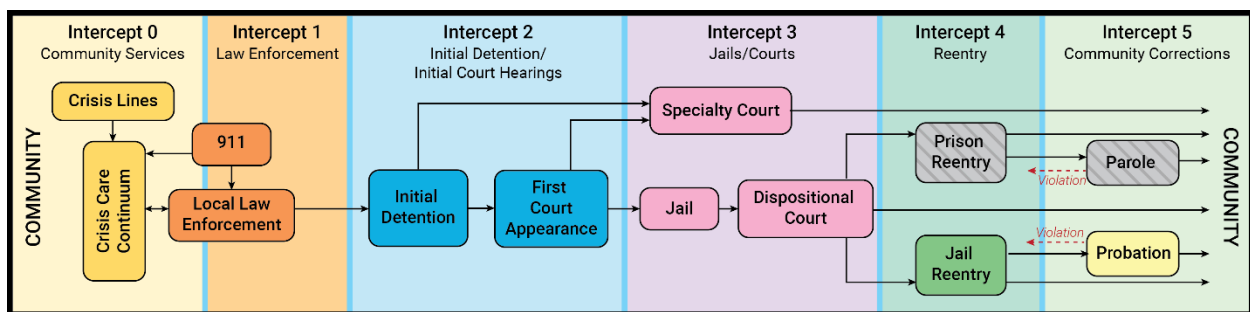 Intercept 0
Community Services
Intercept 1
Law Enforcement
Intercept 2
Initial Detention/
Initial Court Hearings
Intercept 3
Jails/Courts
Intercept 4
Reentry
Intercept 5
Community Corrections
COMMUNITY
Crisis Lines
Crisis Care
Continuum
911
Local Law
Enforcement
Initial
Detention
First
Court
Appearance
Specialty Court
Jail
Dispositional
Court
Prison
Reentry
Violation
Parole
Jail
Reentry
Violation
Probation
COMMUNITY